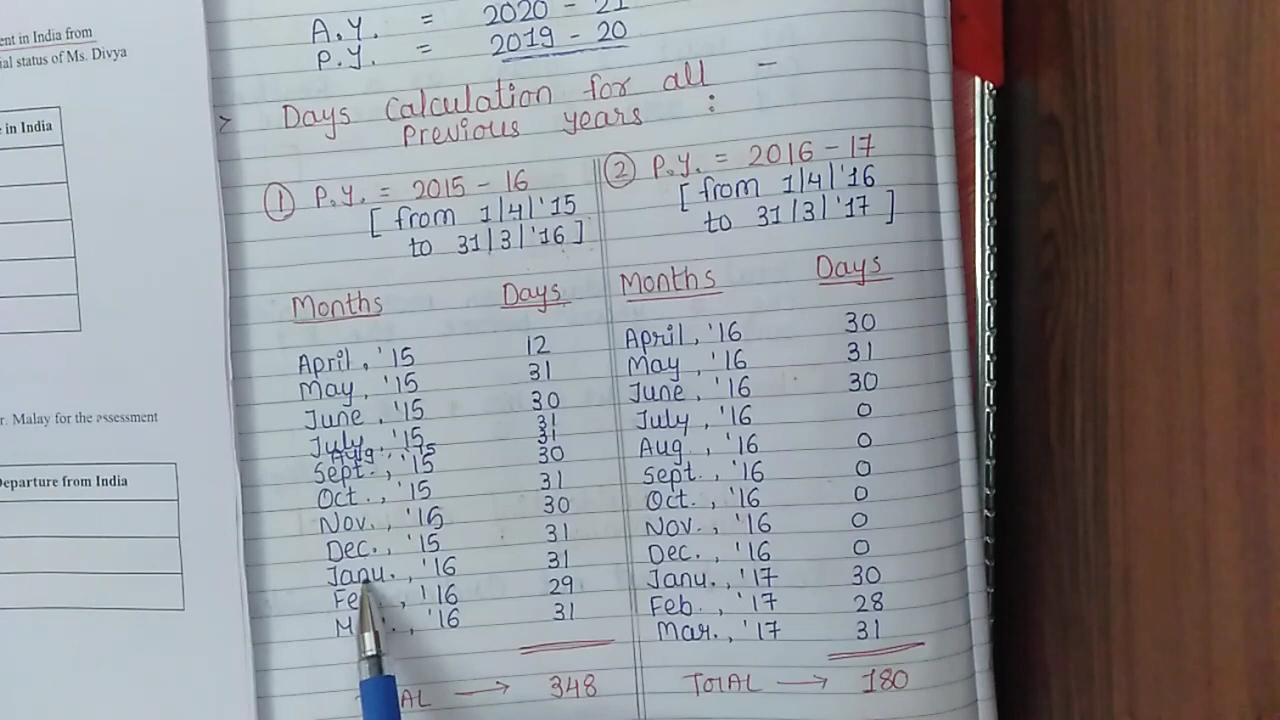 ent in India from
ial status of Ms. Divya
in India
r. Malay for the assessment
Departure from India
A.Y. = 2020 - 21
P.Y. = 2019 - 20
> Days Calculation for all -
Previous years :
① P.Y. = 2015 - 16
[ from 1/4/'15
to 31/3/'16 ]
Months Days
April, '15 12
May, '15 31
June, '15 30
July, '15 31
Aug., '15 31
Sept., '15 30
Oct., '15 31
Nov., '15 30
Dec., '15 31
Janu., '16 31
Fe , '16 29
M , '16 31
AL → 348
② P.Y. = 2016 - 17
[ from 1/4/'16
to 31/3/'17 ]
Months Days
April, '16 30
May, '16 31
June, '16 30
July, '16 0
Aug., '16 0
Sept., '16 0
Oct., '16 0
Nov., '16 0
Dec., '16 0
Janu., '17 30
Feb., '17 28
Mar., '17 31
TOTAL → 180